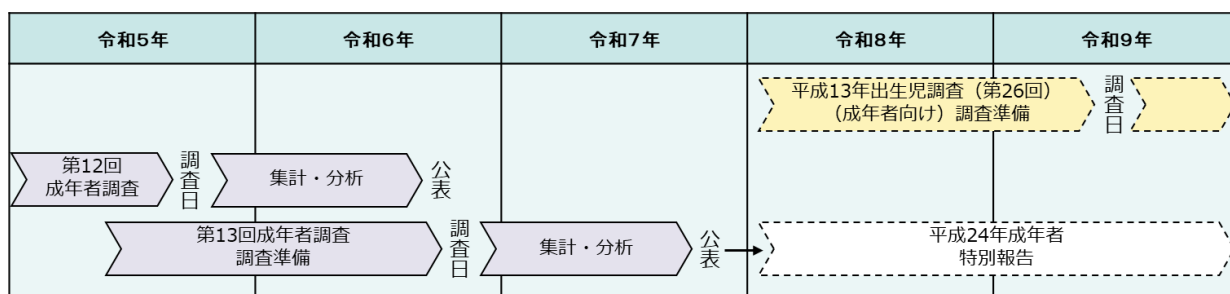 令和5年
令和6年
令和7年
令和8年
令和9年
平成13年出生児調査（第26回）
（成年者向け）調査準備
調査日
第12回
成年者調査
調査日
集計・分析
公表
第13回成年者調査
調査準備
調査日
集計・分析
公表
平成24年成年者
特別報告